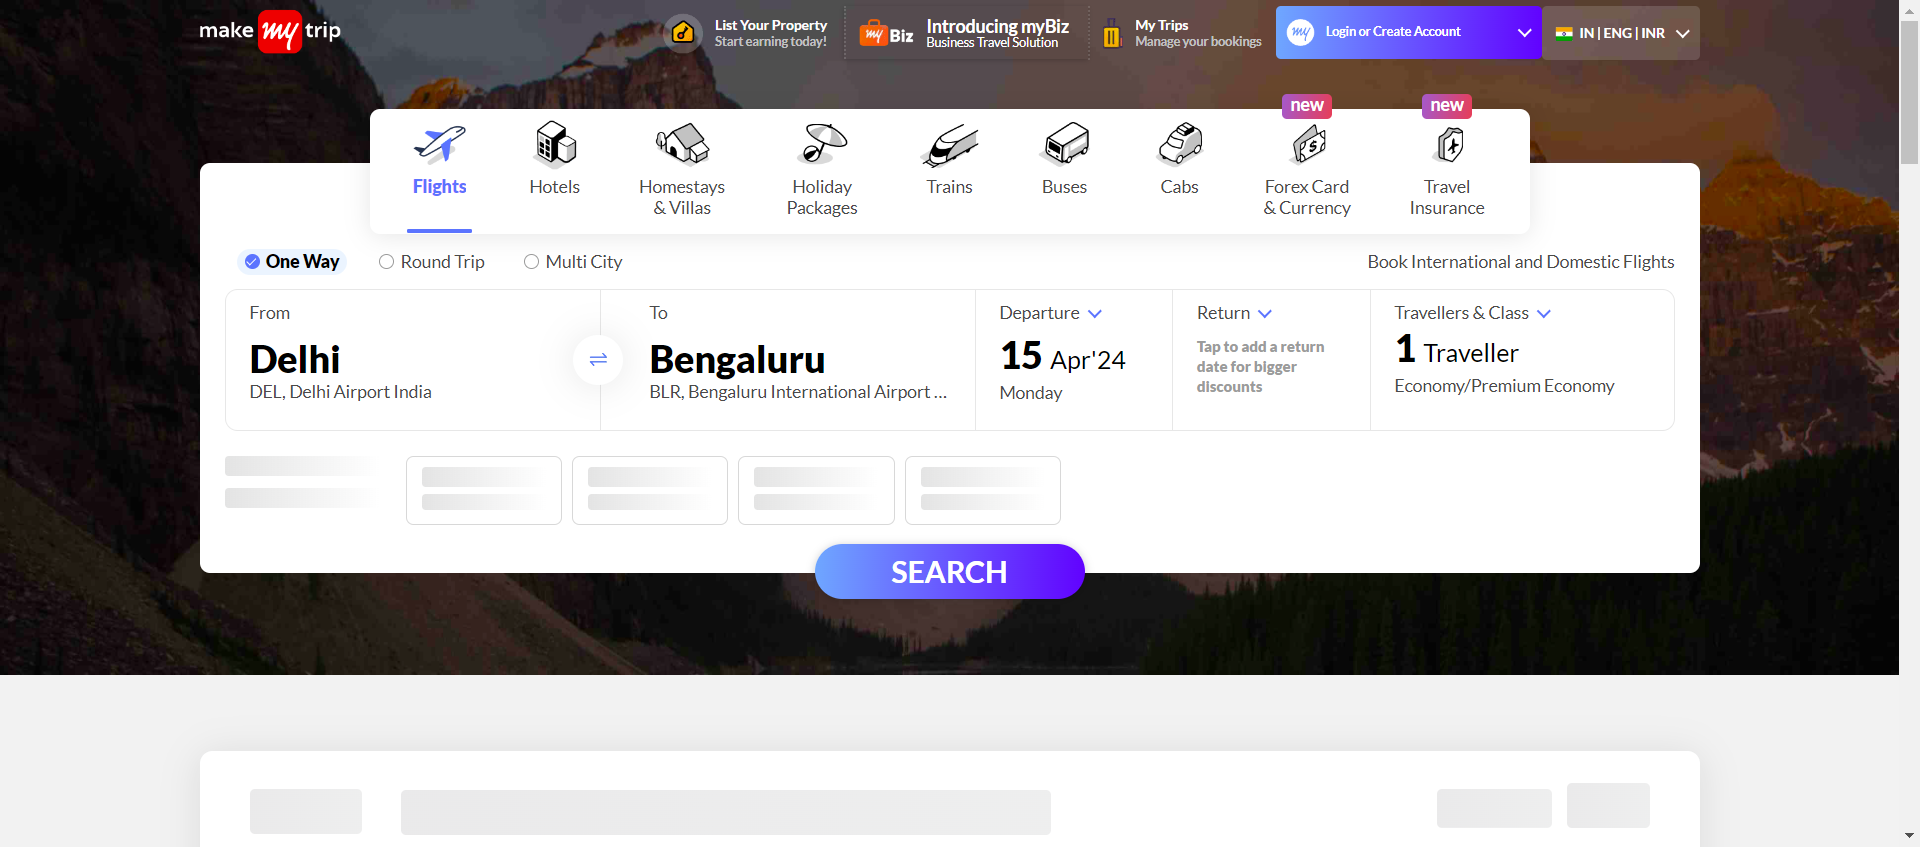 make my trip
List Your Property
Start earning today!
my Biz
Introducing myBiz
Business Travel Solution
My Trips
Manage your bookings
my
Login or Create Account
IN | ENG | INR
new
new
Flights
Hotels
Homestays
& Villas
Holiday
Packages
Trains
Buses
Cabs
Forex Card
& Currency
Travel
Insurance
One Way
Round Trip
Multi City
Book International and Domestic Flights
From
Delhi
DEL, Delhi Airport India
To
Bengaluru
BLR, Bengaluru International Airport ...
Departure
15 Apr'24
Monday
Return
Tap to add a return
date for bigger
discounts
Travellers & Class
1 Traveller
Economy/Premium Economy
SEARCH